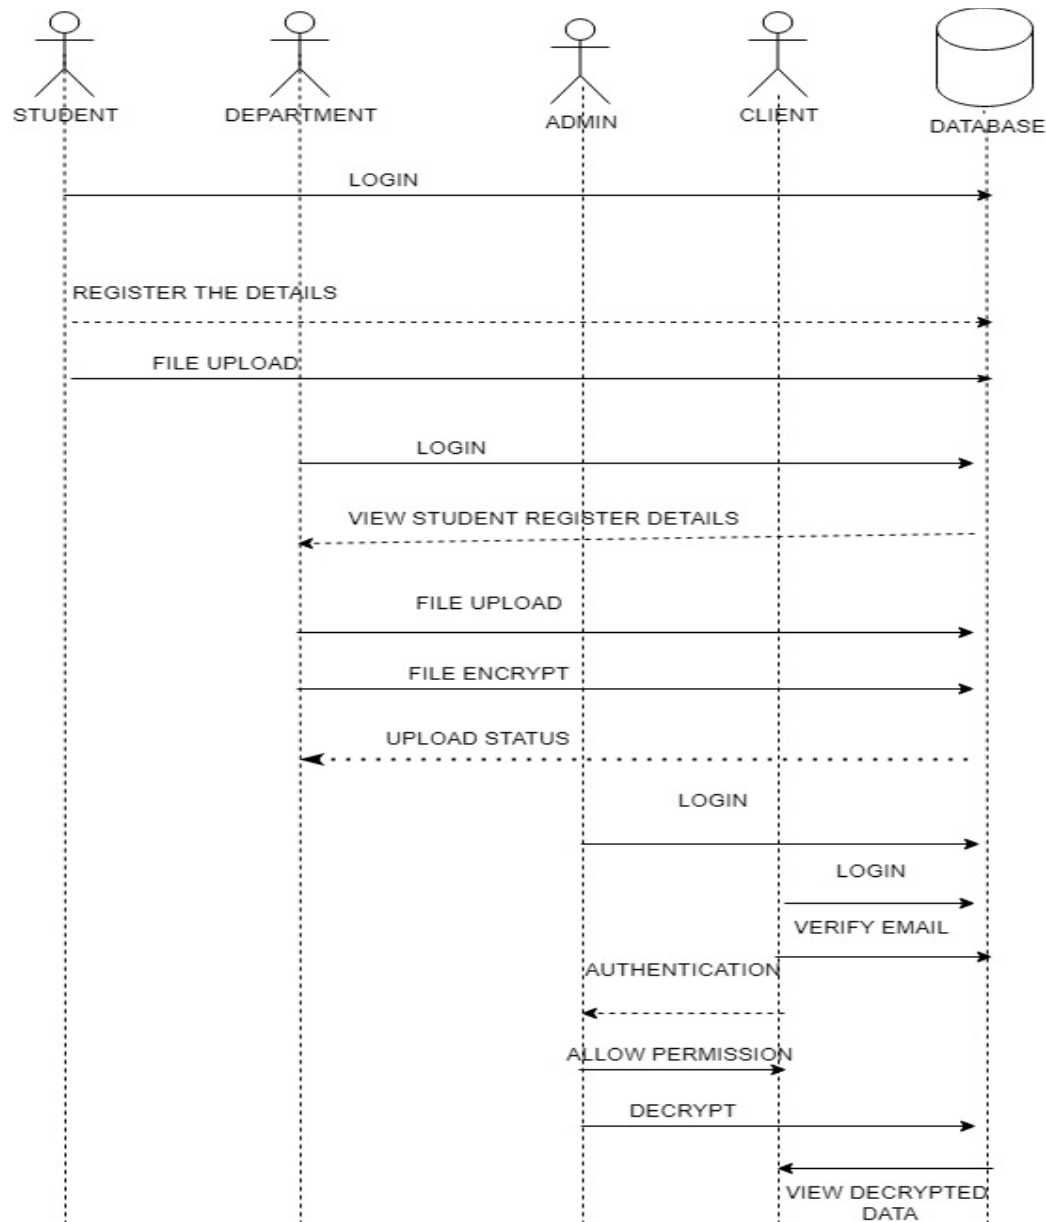 STUDENT
DEPARTMENT
ADMIN
CLIENT
DATABASE
LOGIN
REGISTER THE DETAILS
FILE UPLOAD
LOGIN
VIEW STUDENT REGISTER DETAILS
FILE UPLOAD
FILE ENCRYPT
UPLOAD STATUS
LOGIN
LOGIN
VERIFY EMAIL
AUTHENTICATION
ALLOW PERMISSION
DECRYPT
VIEW DECRYPTED
DATA